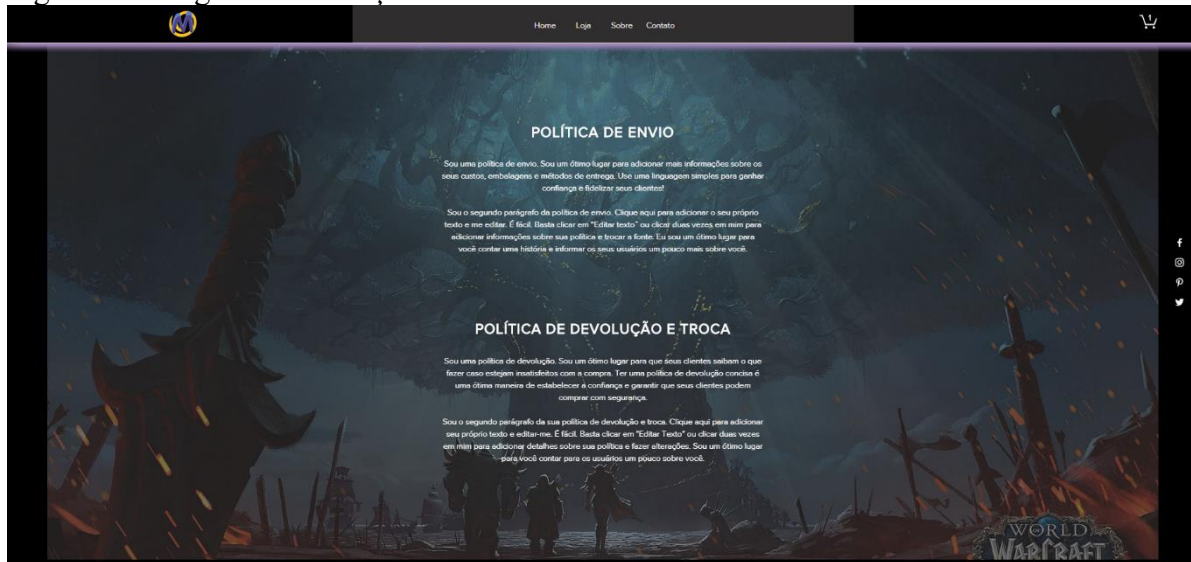 Home Loja Sobre Contato
1
POLÍTICA DE ENVIO
Sou uma política de envio. Sou um ótimo lugar para adicionar mais informações sobre os
seus custos, embalagens e métodos de entrega. Use uma linguagem simples para ganhar
confiança e fidelizar seus clientes!
Sou o segundo parágrafo da política de envio. Clique aqui para adicionar o seu próprio
texto e me editar. É fácil. Basta clicar em "Editar texto" ou clicar duas vezes em mim para
adicionar informações sobre sua política e trocar a fonte. Eu sou um ótimo lugar para
você contar uma história e informar os seus usuários um pouco mais sobre você.
POLÍTICA DE DEVOLUÇÃO E TROCA
Sou uma política de devolução. Sou um ótimo lugar para que seus clientes saibam o que
fazer caso estejam insatisfeitos com a compra. Ter uma política de devolução concisa é
uma ótima maneira de estabelecer a confiança e garantir que seus clientes podem
comprar com segurança.
Sou o segundo parágrafo da sua política de devolução e troca. Clique aqui para adicionar
seu próprio texto e editar-me. É fácil. Basta clicar em "Editar Texto" ou clicar duas vezes
em mim para adicionar detalhes sobre sua política e fazer alterações. Sou um ótimo lugar
para você contar para os usuários um pouco sobre você.
WORLD
WARCRAFT